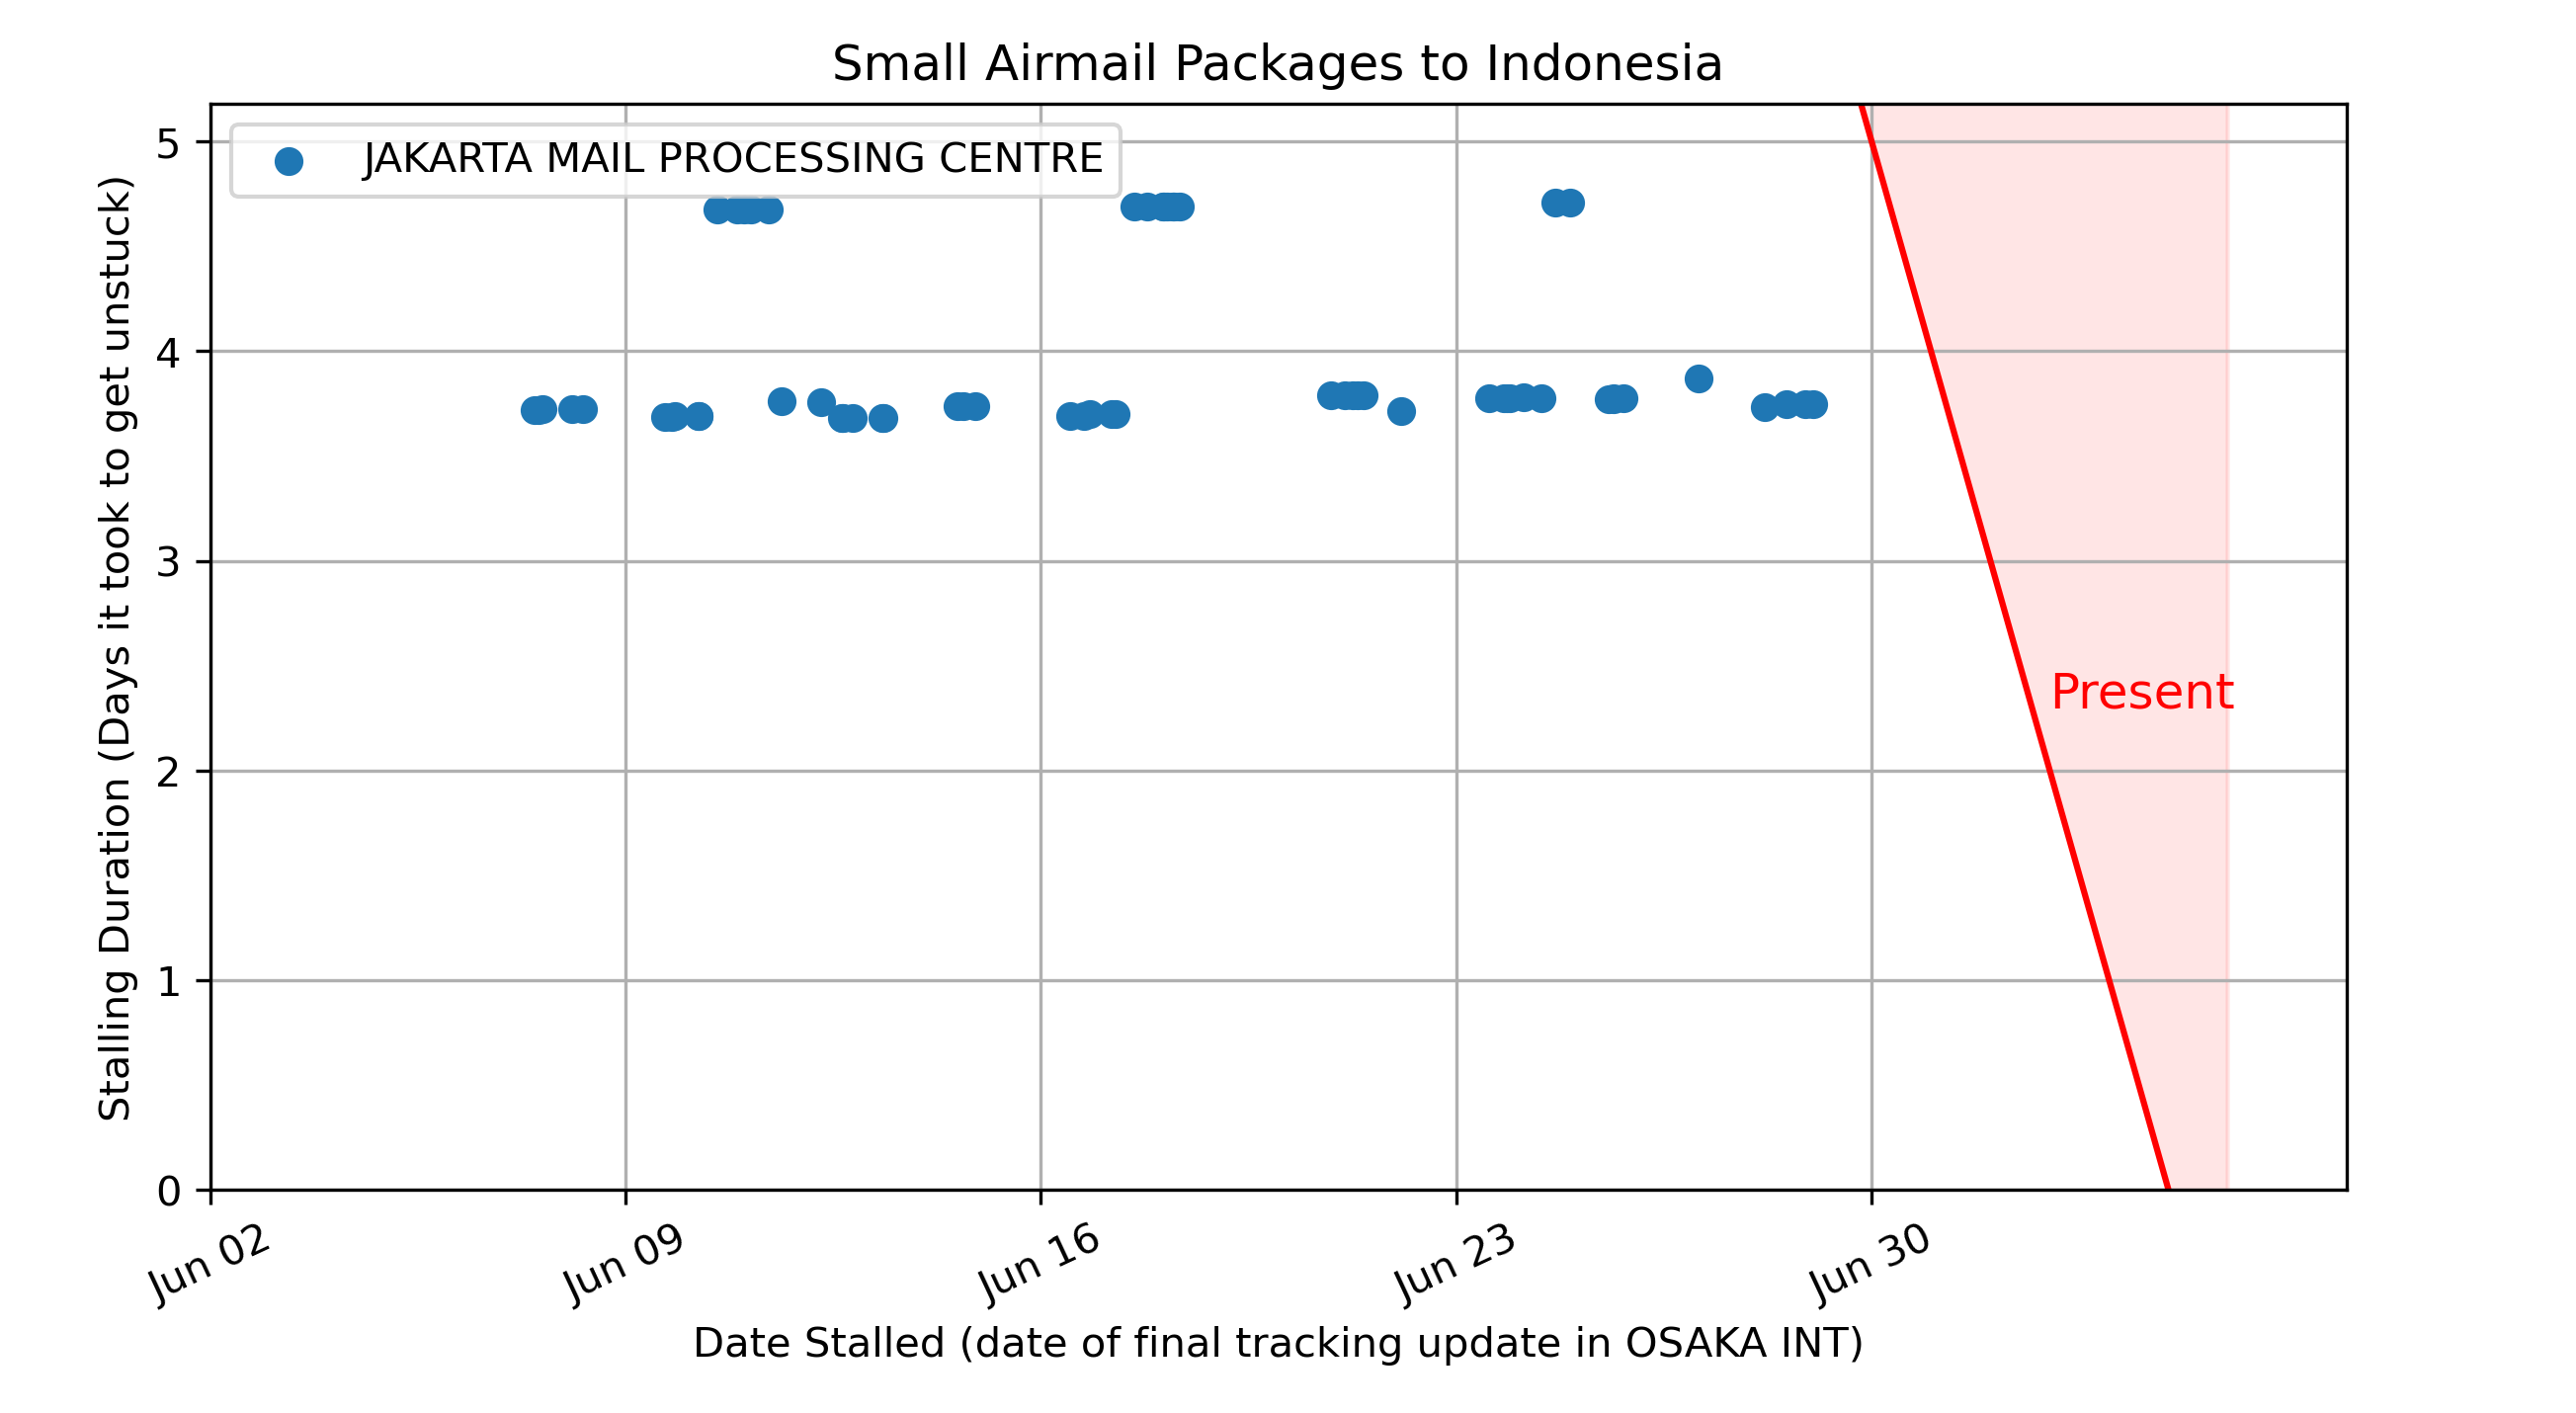 Small Airmail Packages to Indonesia
JAKARTA MAIL PROCESSING CENTRE
Stalling Duration (Days it took to get unstuck)
5
4
3
2
1
0
Present
Jun 02
Jun 09
Jun 16
Jun 23
Jun 30
Date Stalled (date of final tracking update in OSAKA INT)